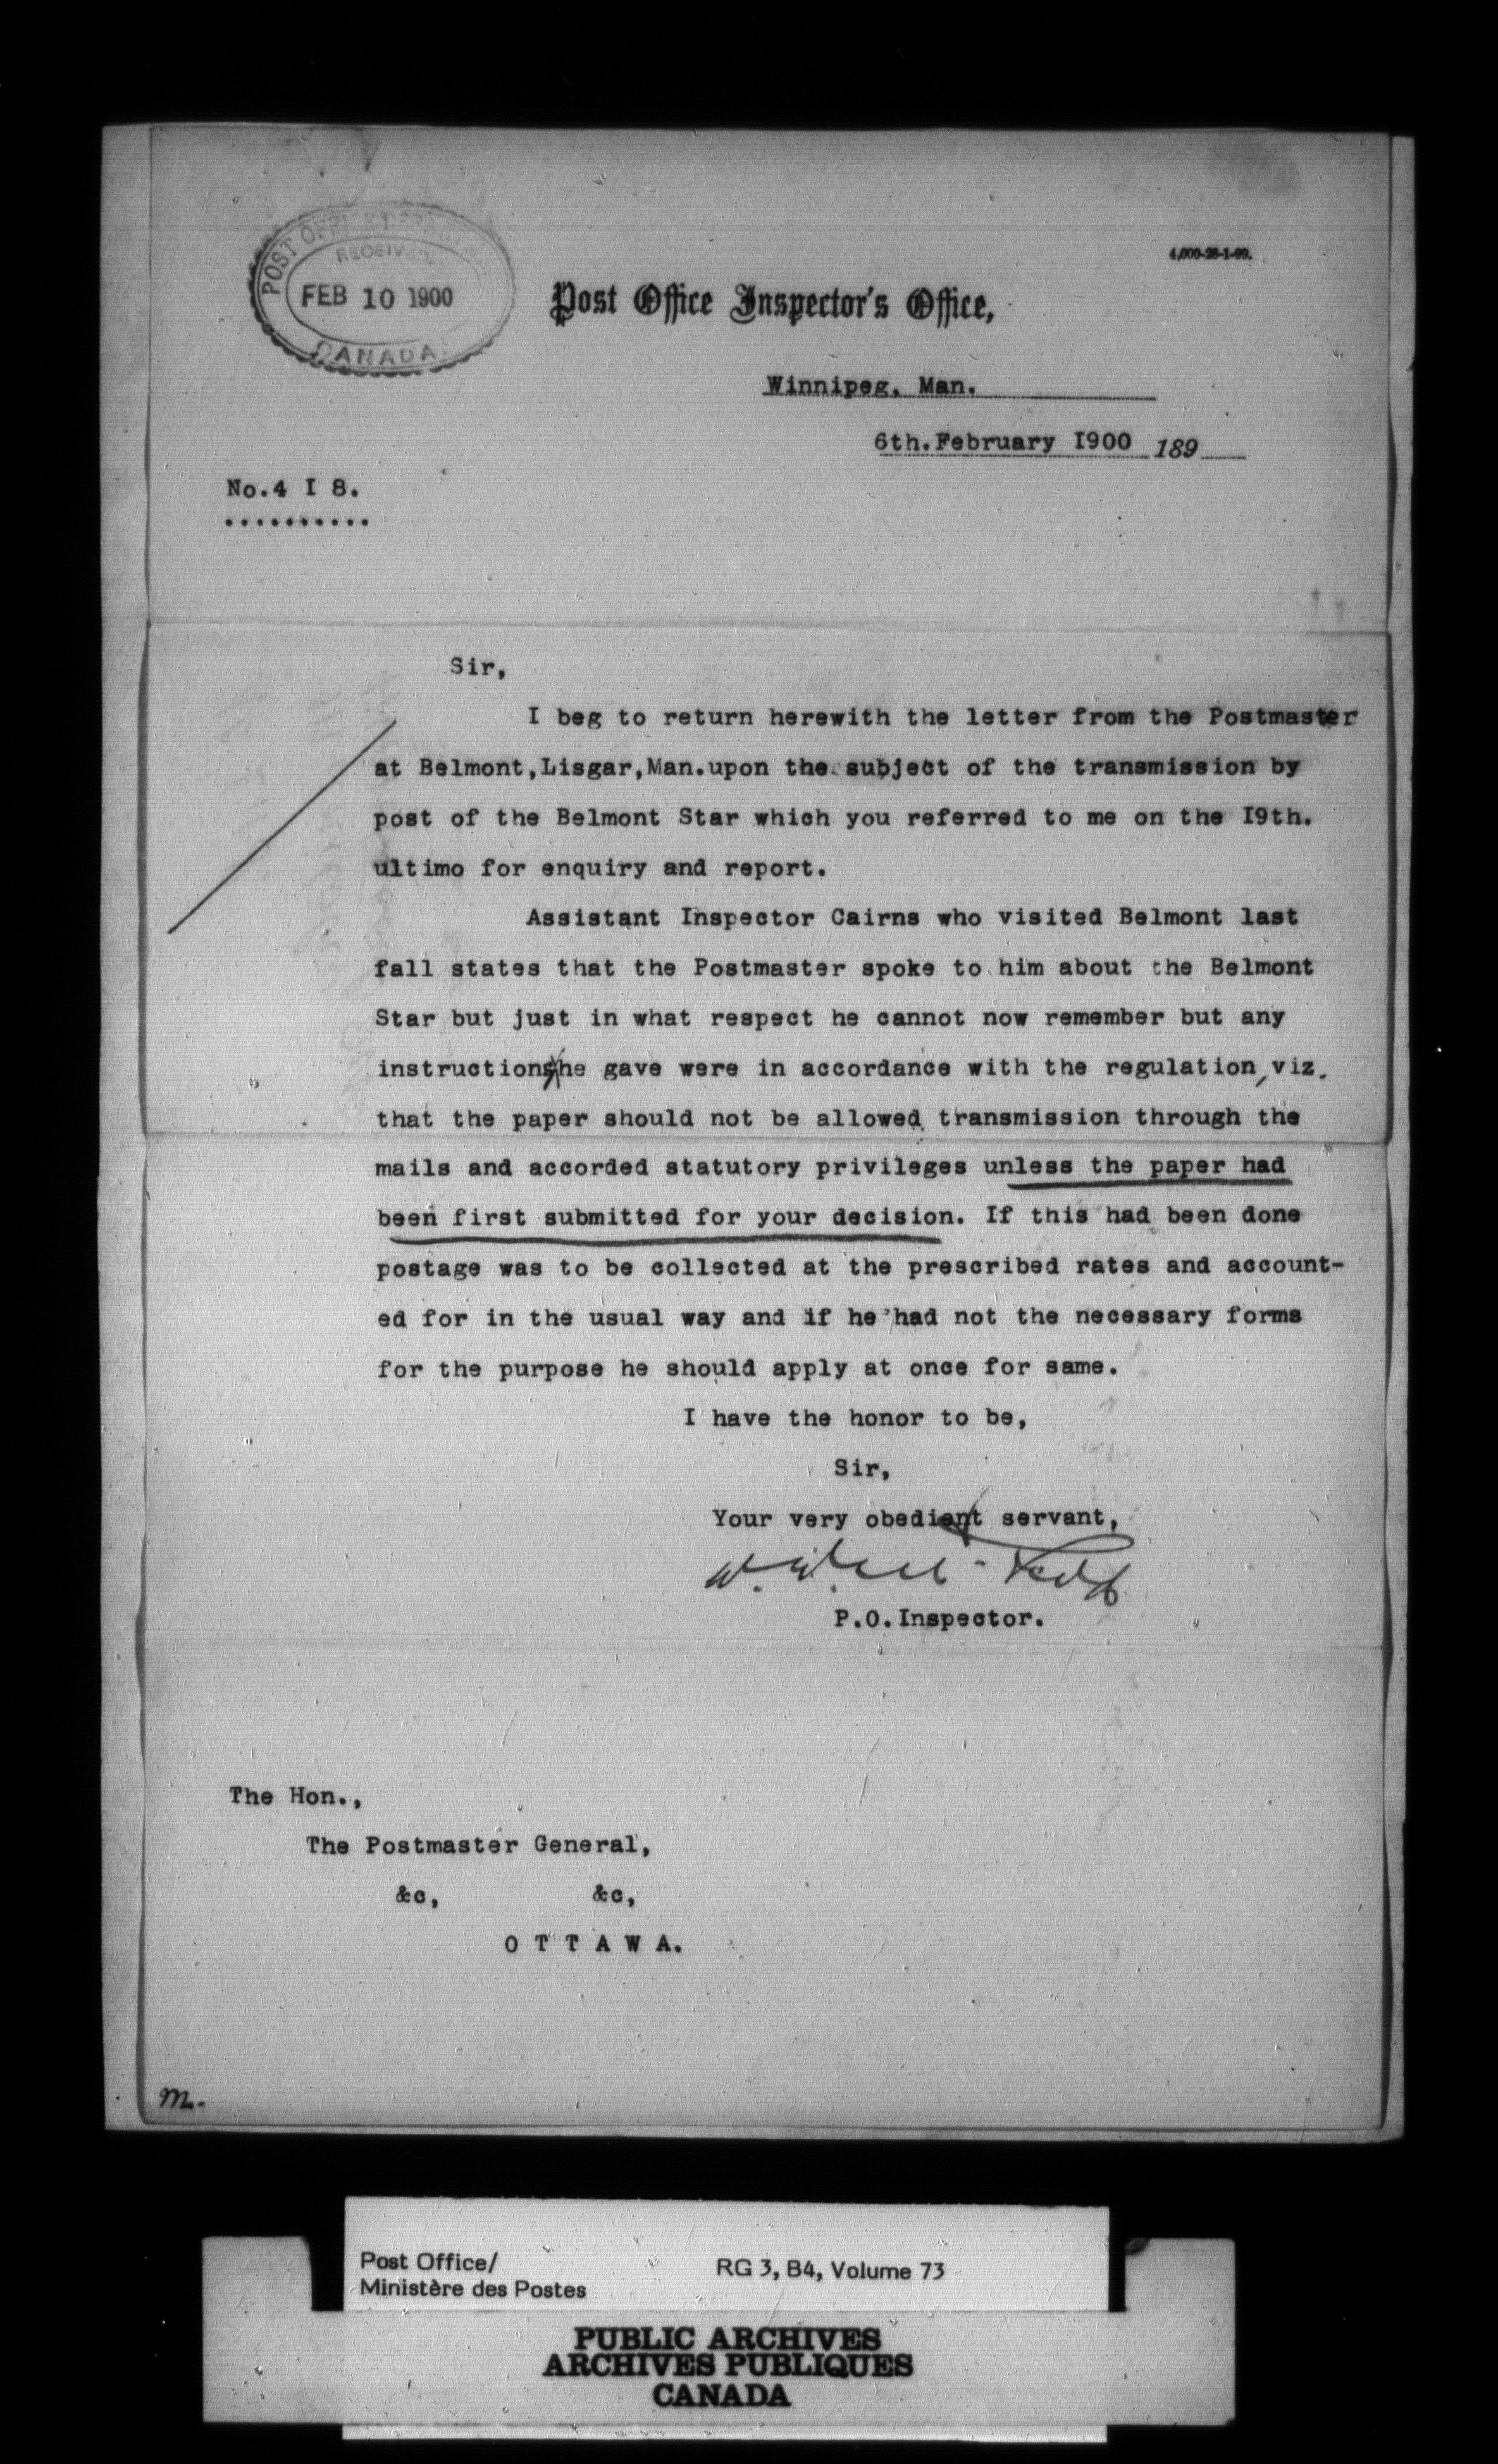 POST OFFICE
RECEIVED
FEB 10 1900
CANADA
4,000-28-1-99.
Post Office Inspector's Office,
Winnipeg, Man.
6th.February I900 189
No.4 I 8.
..........
Sir,
I beg to return herewith the letter from the Postmaster
at Belmont,Lisgar,Man.upon the subject of the transmission by
post of the Belmont Star which you referred to me on the I9th.
ultimo for enquiry and report.
Assistant Inspector Cairns who visited Belmont last
fall states that the Postmaster spoke to him about the Belmont
Star but just in what respect he cannot now remember but any
instructions he gave were in accordance with the regulation, viz.
that the paper should not be allowed transmission through the
mails and accorded statutory privileges unless the paper had
been first submitted for your decision. If this had been done
postage was to be collected at the prescribed rates and account-
ed for in the usual way and if he had not the necessary forms
for the purpose he should apply at once for same.
I have the honor to be,
Sir,
Your very obedient servant,
P.O.Inspector.
The Hon.,
The Postmaster General,
&c, &c,
O T T A W A.
m.
Post Office/
Ministère des Postes
RG 3, B4, Volume 73
PUBLIC ARCHIVES
ARCHIVES PUBLIQUES
CANADA